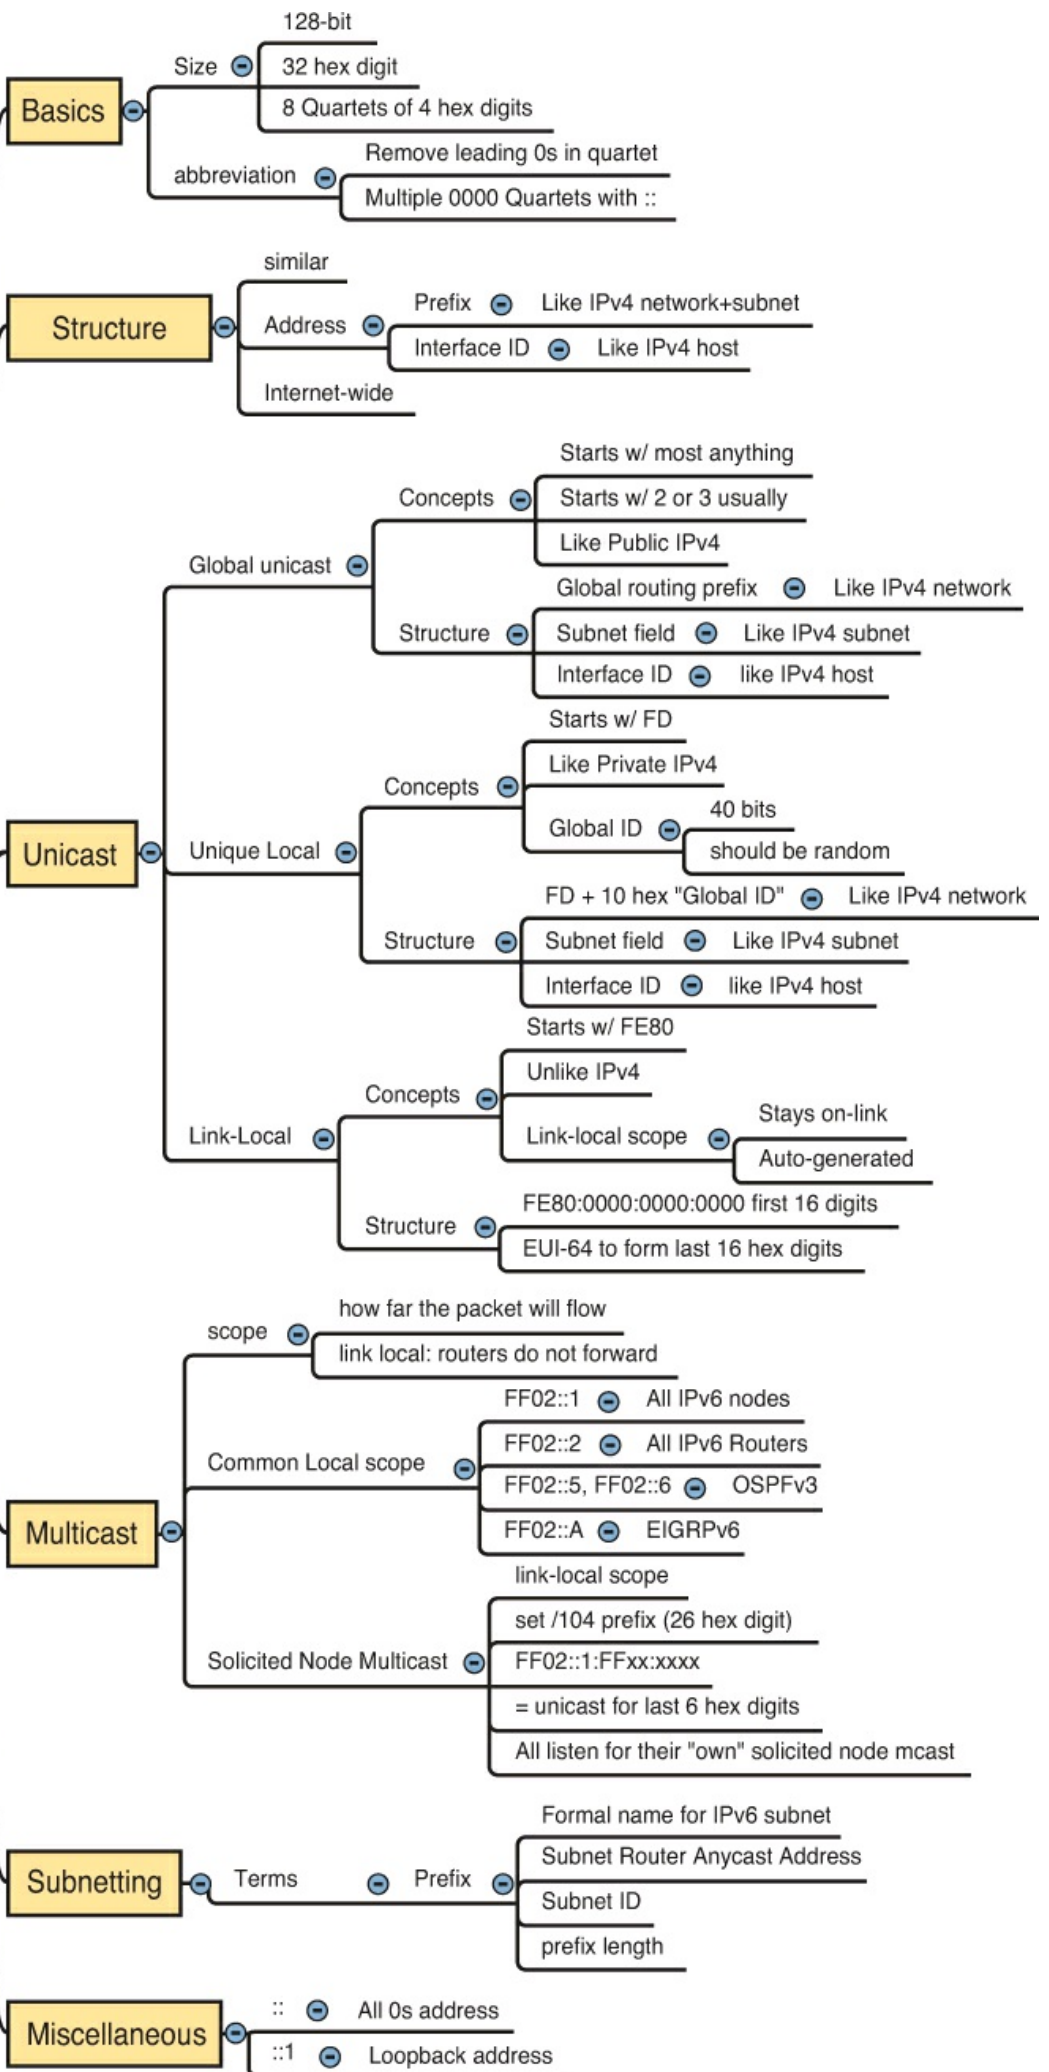 128-bit
Size
32 hex digit
Basics
8 Quartets of 4 hex digits
Remove leading 0s in quartet
abbreviation
Multiple 0000 Quartets with ::
similar
Structure
Address
Prefix Like IPv4 network+subnet
Interface ID Like IPv4 host
Internet-wide
Starts w/ most anything
Concepts
Starts w/ 2 or 3 usually
Like Public IPv4
Global unicast
Global routing prefix Like IPv4 network
Structure
Subnet field Like IPv4 subnet
Interface ID like IPv4 host
Starts w/ FD
Concepts
Like Private IPv4
Global ID
40 bits
should be random
Unicast
Unique Local
FD + 10 hex "Global ID" Like IPv4 network
Structure
Subnet field Like IPv4 subnet
Interface ID like IPv4 host
Starts w/ FE80
Concepts
Unlike IPv4
Link-local scope
Stays on-link
Auto-generated
Link-Local
FE80:0000:0000:0000 first 16 digits
Structure
EUI-64 to form last 16 hex digits
how far the packet will flow
scope
link local: routers do not forward
FF02::1 All IPv6 nodes
FF02::2 All IPv6 Routers
Common Local scope
FF02::5, FF02::6 OSPFv3
FF02::A EIGRPv6
Multicast
link-local scope
set /104 prefix (26 hex digit)
Solicited Node Multicast
FF02::1:FFxx:xxxx
= unicast for last 6 hex digits
All listen for their "own" solicited node mcast
Formal name for IPv6 subnet
Subnet Router Anycast Address
Subnetting
Terms
Prefix
Subnet ID
prefix length
:: All 0s address
Miscellaneous
::1 Loopback address